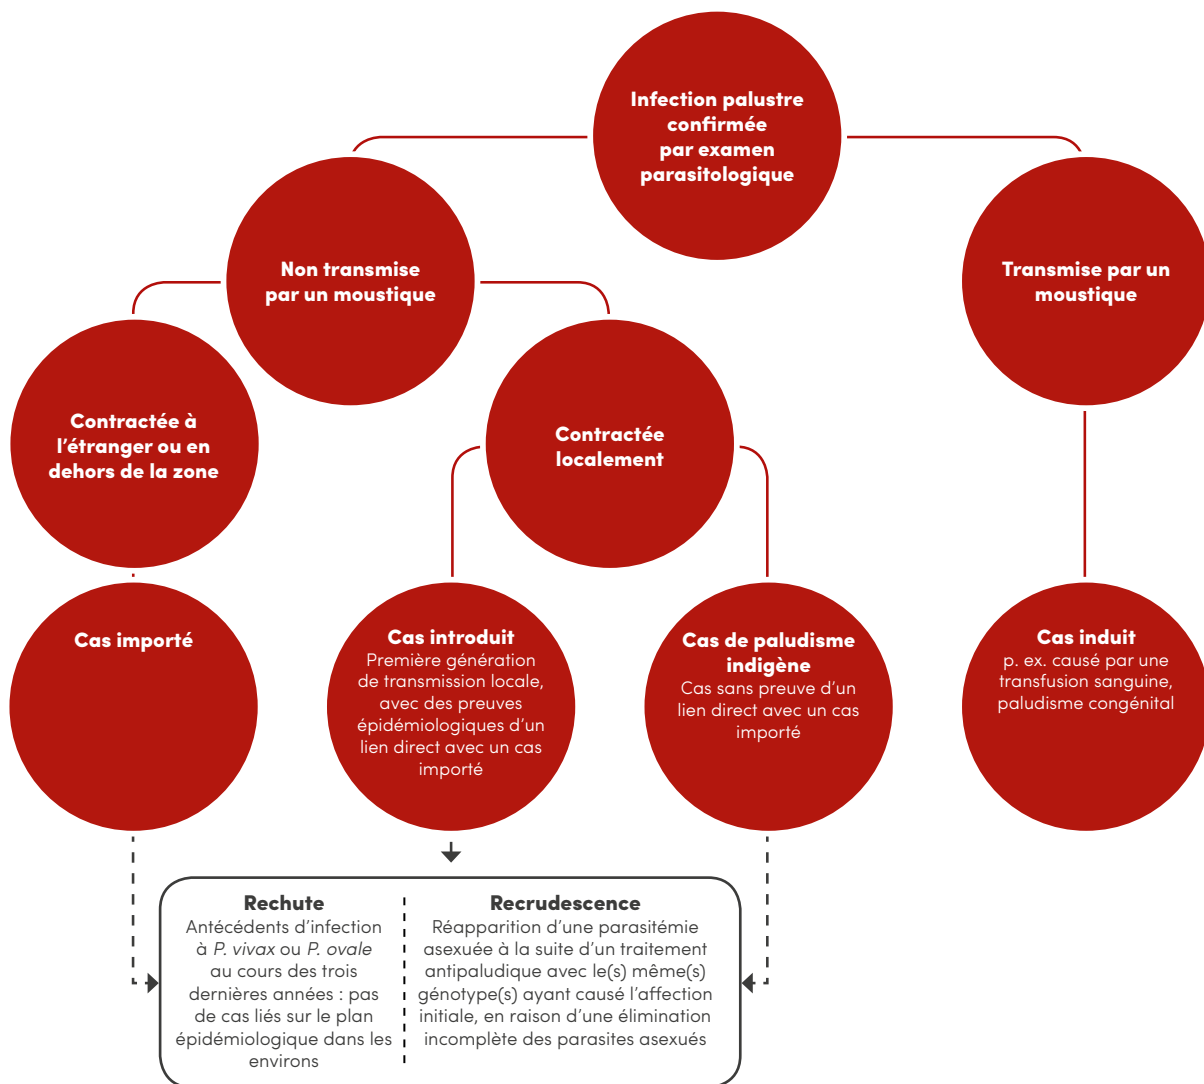 Infection palustre
confirmée
par examen
parasitologique
Non transmise
par un moustique
Transmise par un
moustique
Contractée à
l'étranger ou en
dehors de la zone
Contractée
localement
Cas importé
Cas introduit
Première génération
de transmission locale,
avec des preuves
épidémiologiques d'un
lien direct avec un cas
importé
Cas de paludisme
indigène
Cas sans preuve d'un
lien direct avec un cas
importé
Cas induit
p. ex. causé par une
transfusion sanguine,
paludisme congénital
Rechute
Antécédents d'infection
à P. vivax ou P. ovale
au cours des trois
dernières années : pas
de cas liés sur le plan
épidémiologique dans les
environs
Recrudescence
Réapparition d'une parasitémie
asexuée à la suite d'un traitement
antipaludique avec le(s) même(s)
génotype(s) ayant causé l'affection
initiale, en raison d'une élimination
incomplète des parasites asexués